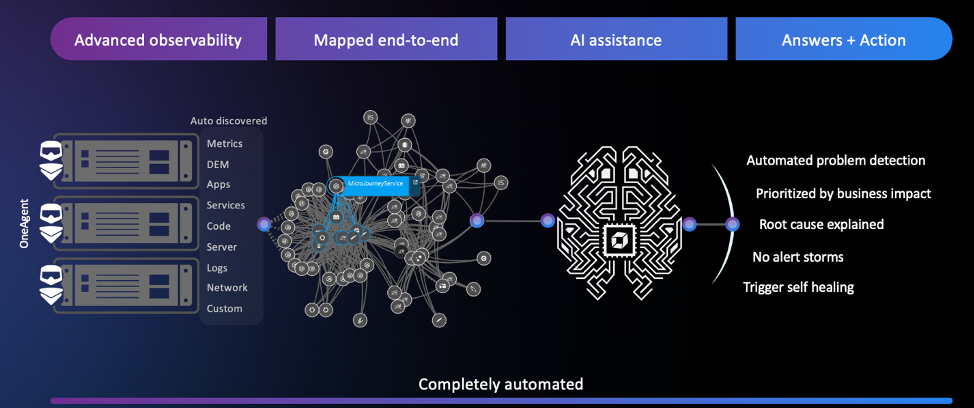 Advanced observability
Mapped end-to-end
AI assistance
Answers + Action
OneAgent
Auto discovered
Metrics
DEM
Apps
Services
Code
Server
Logs
Network
Custom
MicroJourneyService
Automated problem detection
Prioritized by business impact
Root cause explained
No alert storms
Trigger self healing
Completely automated